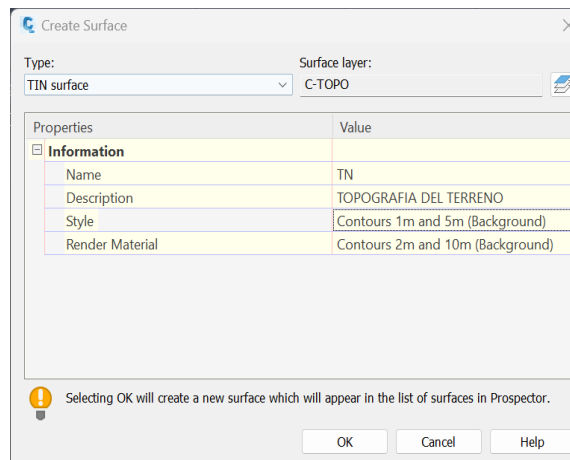 Create Surface
Type:
Surface layer:
TIN surface
C-TOPO
Properties
Value
Information
Name
TN
Description
TOPOGRAFIA DEL TERRENO
Style
Contours 1m and 5m (Background)
Render Material
Contours 2m and 10m (Background)
Selecting OK will create a new surface which will appear in the list of surfaces in Prospector.
OK
Cancel
Help